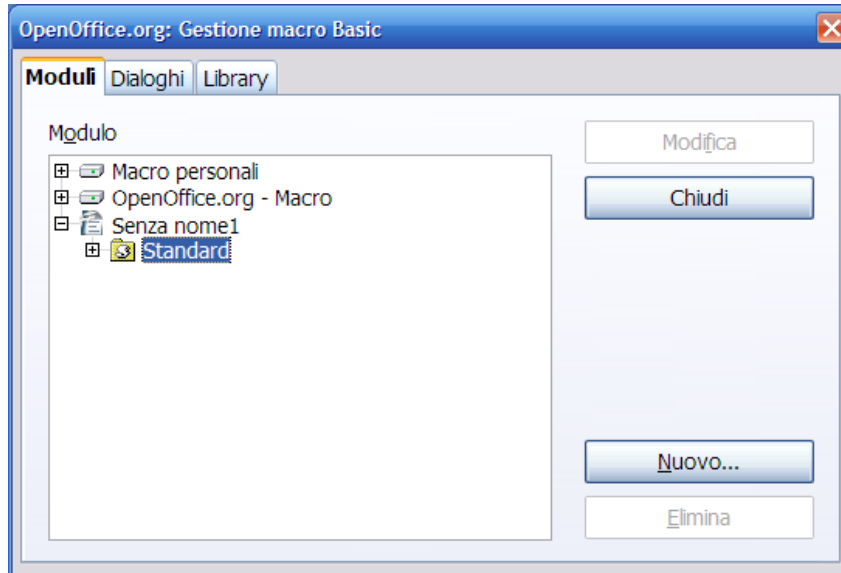 OpenOffice.org: Gestione macro Basic
Moduli Dialoghi Library
Modulo
Modifica
Macro personali
OpenOffice.org - Macro
Chiudi
Senza nome1
Standard
Nuovo...
Elimina